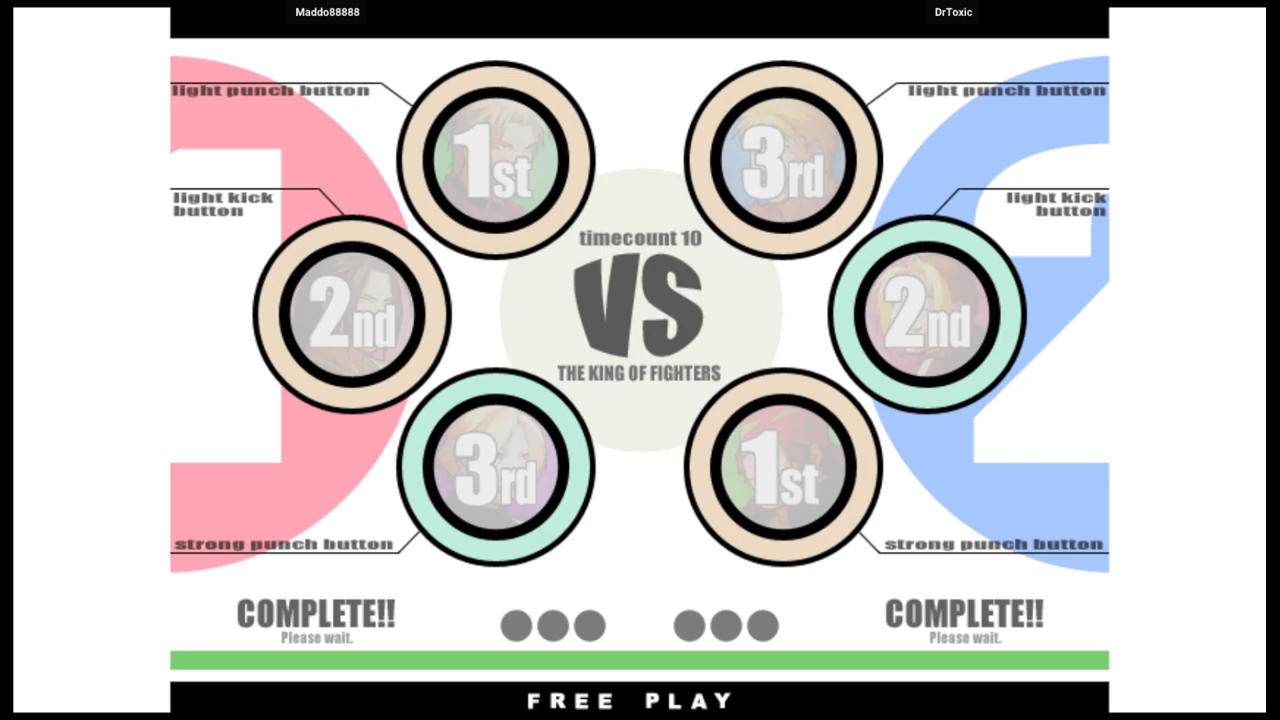 Maddo88888
DrToxic
light punch button
light punch button
1st
3rd
light kick
button
light kick
button
timecount 10
VS
THE KING OF FIGHTERS
2nd
2nd
3rd
1st
strong punch button
strong punch button
COMPLETE!!
Please wait.
COMPLETE!!
Please wait.
FREE PLAY